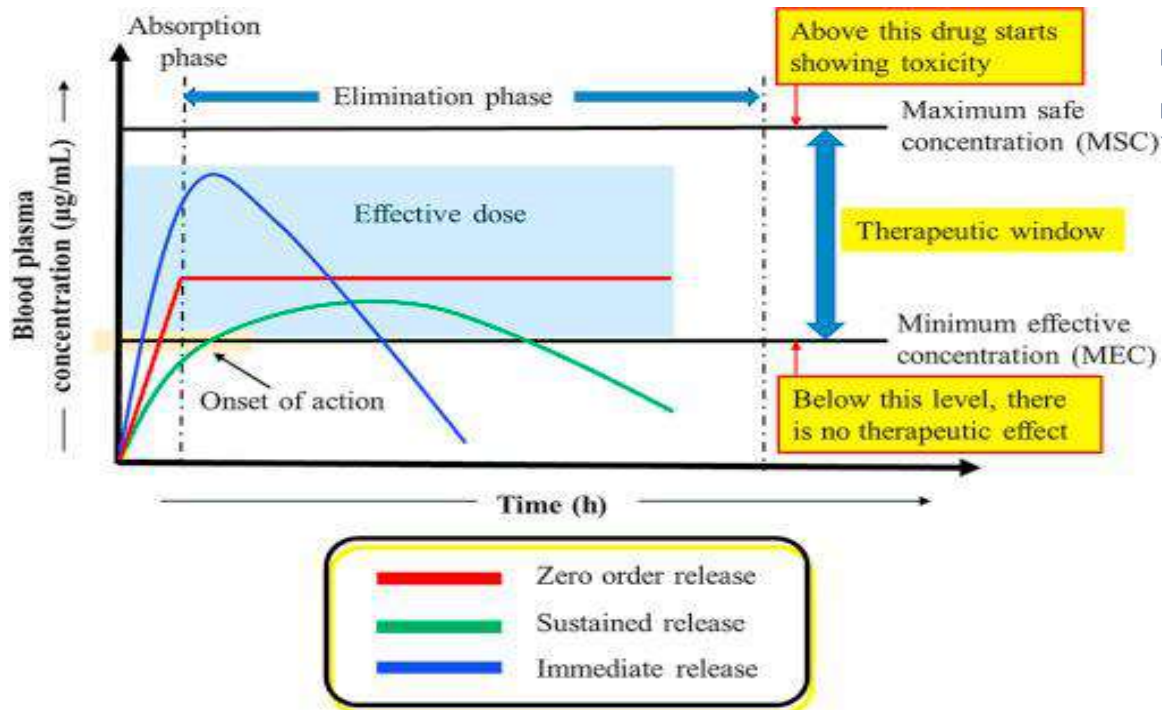 Absorption
phase
Above this drug starts
showing toxicity
Elimination phase
Maximum safe
concentration (MSC)
Effective dose
Therapeutic window
Blood plasma
concentration (µg/mL)
Minimum effective
concentration (MEC)
Onset of action
Below this level, there
is no therapeutic effect
Time (h)
Zero order release
Sustained release
Immediate release